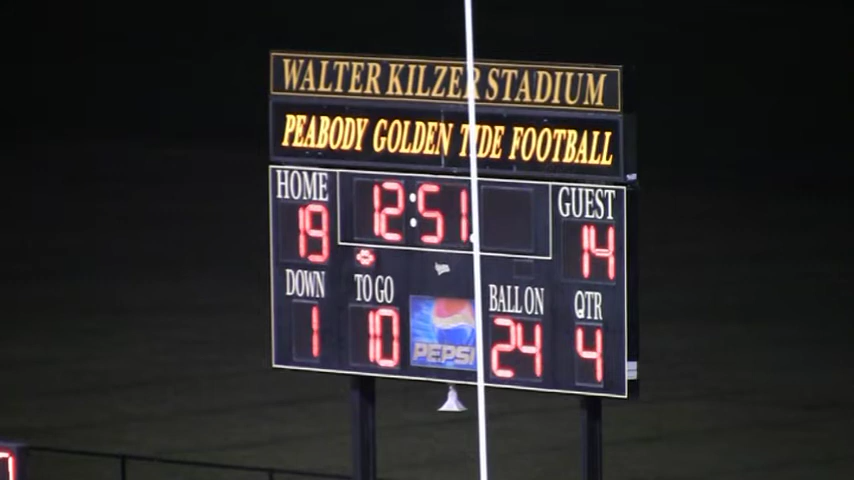 WALTER KILZER STADIUM
PEABODY GOLDEN TIDE FOOTBALL
HOME 12:51 GUEST
19 14
DOWN TO GO BALL ON QTR
1 10 PEPSI 24 4